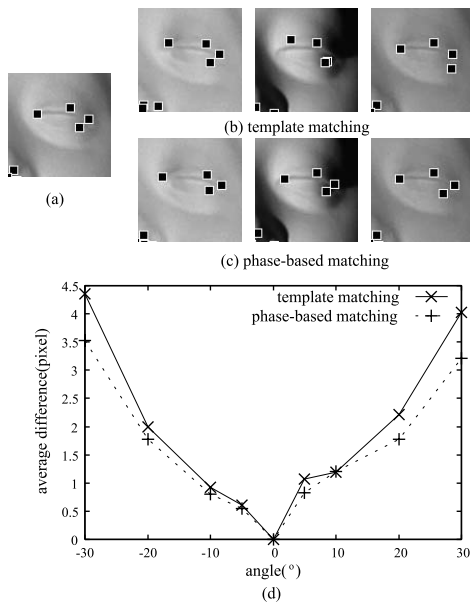 (b) template matching
(a)
(c) phase-based matching
template matching
phase-based matching
average difference(pixel)
4.5
4
3.5
3
2.5
2
1.5
1
0.5
0
-30
-20
-10
0
10
20
30
angle(°)
(d)